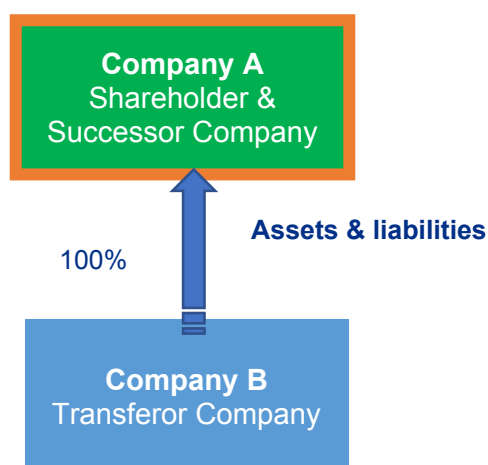 Company A
Shareholder &
Successor Company
Assets & liabilities
100%
Company B
Transferor Company